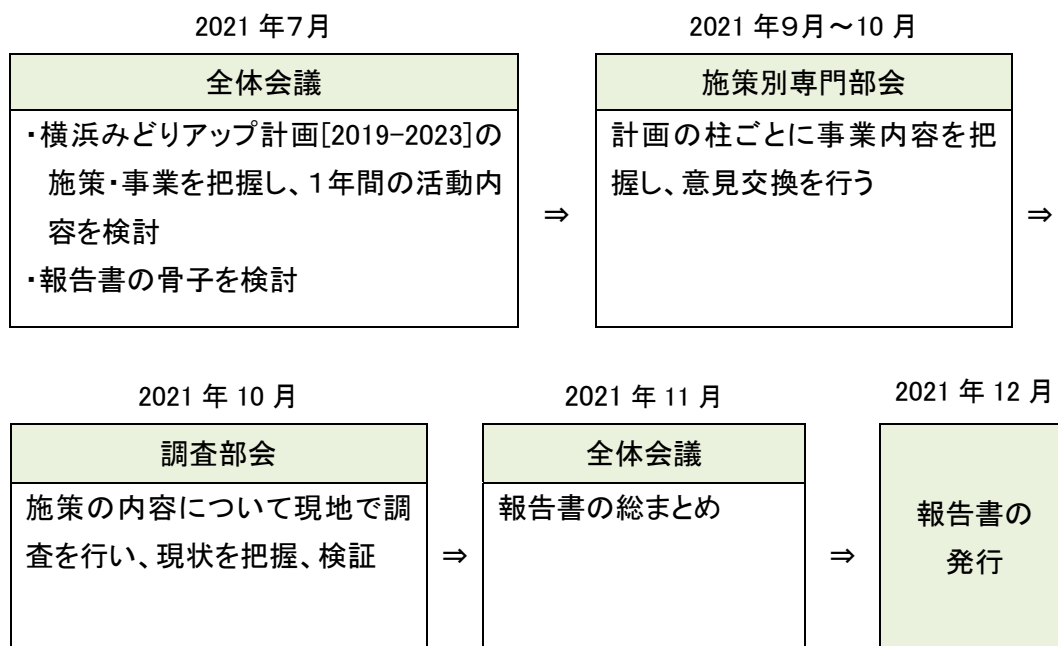 2021 年７月
全体会議
・横浜みどりアップ計画[2019-2023]の
施策・事業を把握し、１年間の活動内
容を検討
・報告書の骨子を検討
⇒
2021 年９月～10 月
施策別専門部会
計画の柱ごとに事業内容を把
握し、意見交換を行う
⇒
2021 年 10 月
調査部会
施策の内容について現地で調
査を行い、現状を把握、検証
⇒
2021 年 11 月
全体会議
報告書の総まとめ
⇒
2021 年 12 月
報告書の
発行